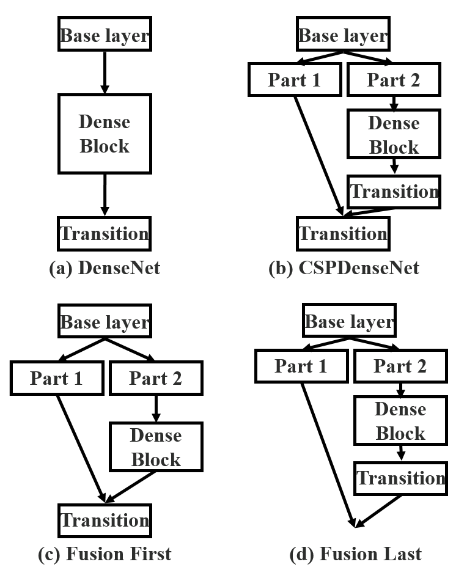 Base layer
Dense
Block
Transition
(a) DenseNet
Base layer
Part 1
Part 2
Dense
Block
Transition
Transition
(b) CSPDenseNet
Base layer
Part 1
Part 2
Dense
Block
Transition
(c) Fusion First
Base layer
Part 1
Part 2
Dense
Block
Transition
(d) Fusion Last